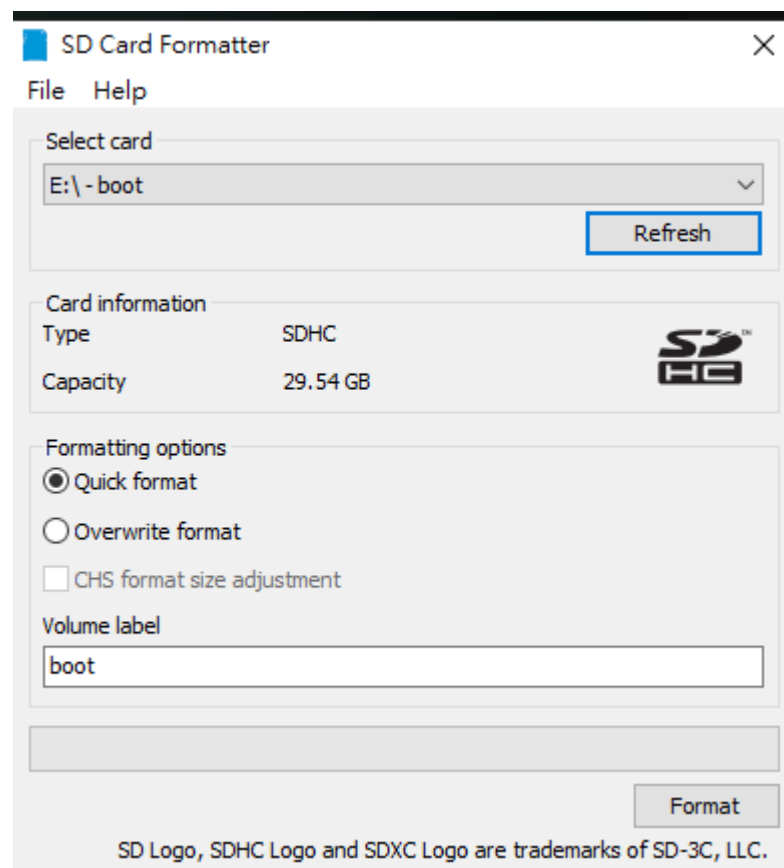 SD Card Formatter
File Help
Select card
E:\ - boot
Refresh
Card information
Type SDHC
Capacity 29.54 GB
SD HC ™
Formatting options
Quick format
Overwrite format
CHS format size adjustment
Volume label
boot
Format
SD Logo, SDHC Logo and SDXC Logo are trademarks of SD-3C, LLC.